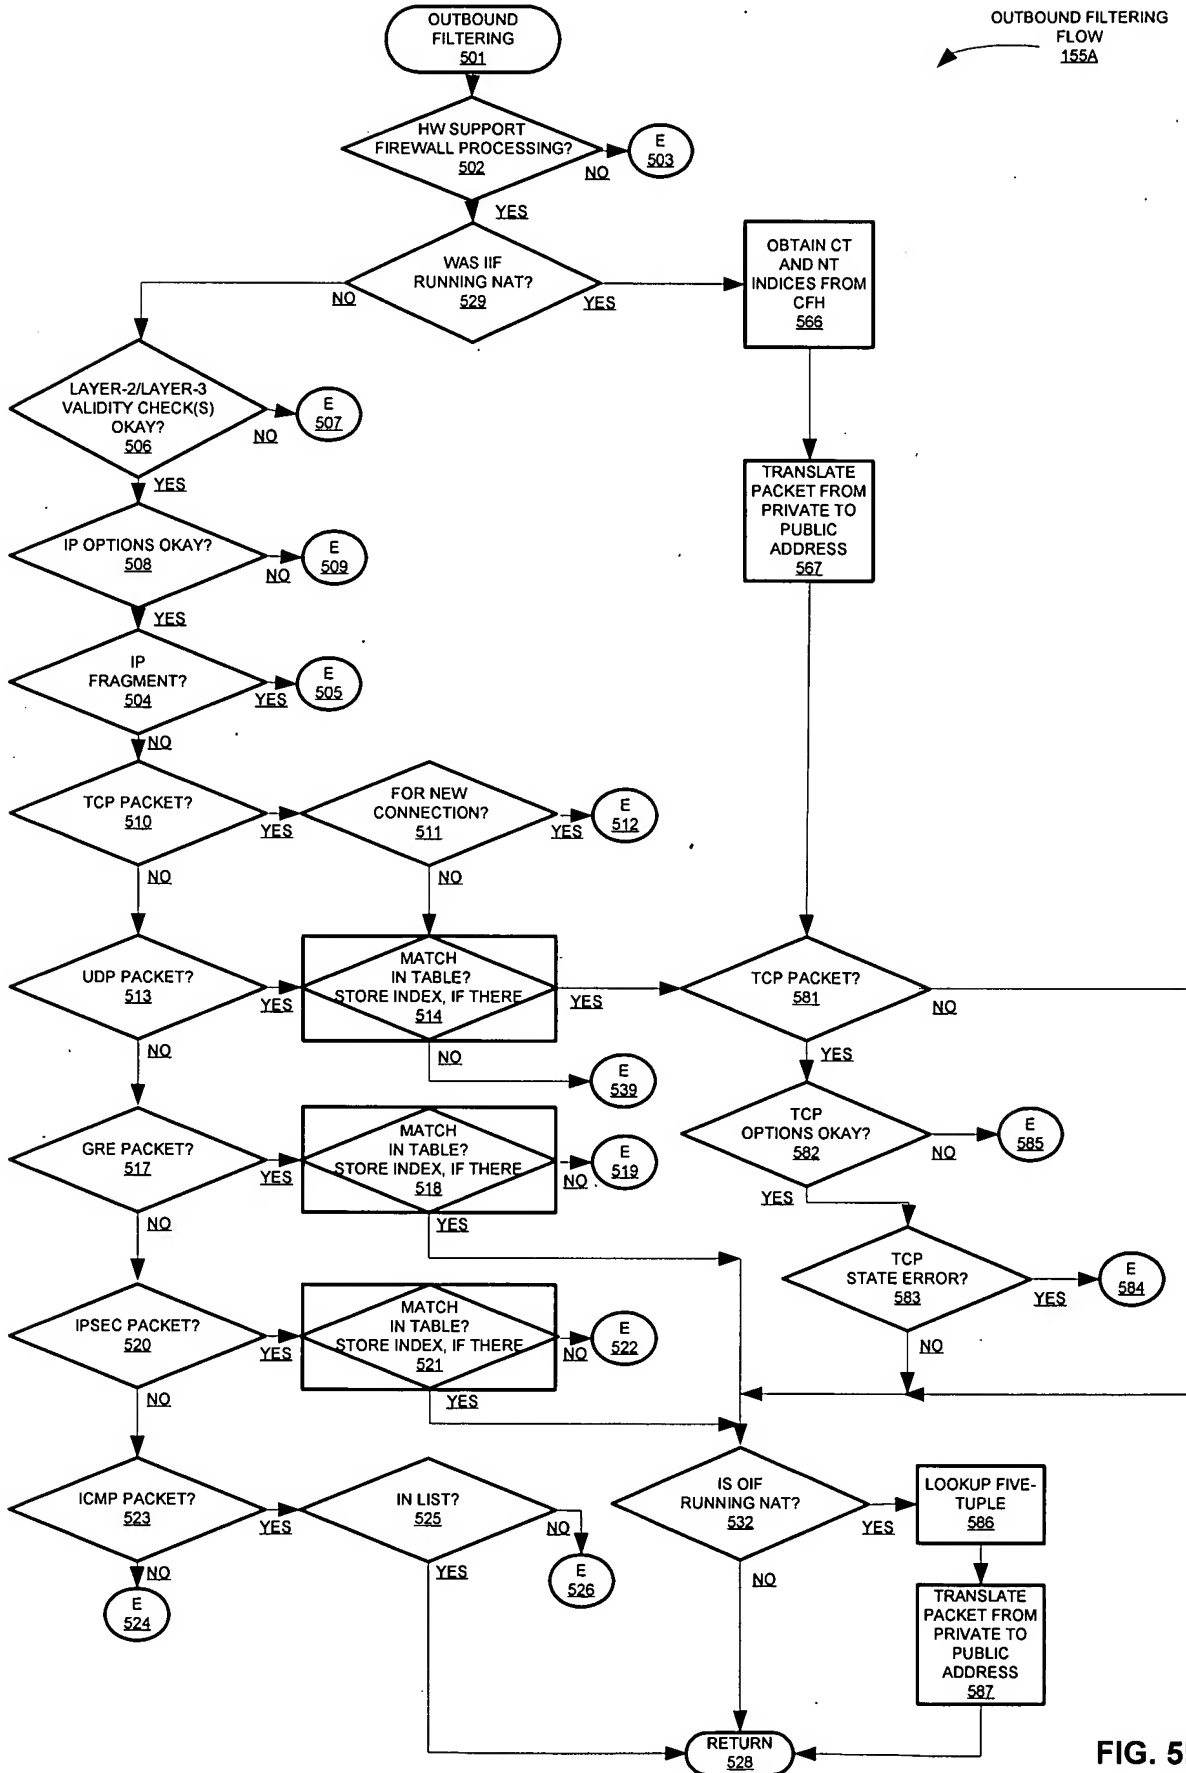 OUTBOUND
FILTERING
501
OUTBOUND FILTERING
FLOW
155A
HW SUPPORT
FIREWALL PROCESSING?
502
NO
E
503
YES
WAS IIF
RUNNING NAT?
529
NO
YES
OBTAIN CT
AND NT
INDICES FROM
CFH
566
LAYER-2/LAYER-3
VALIDITY CHECK(S)
OKAY?
506
NO
E
507
YES
TRANSLATE
PACKET FROM
PRIVATE TO
PUBLIC
ADDRESS
567
IP OPTIONS OKAY?
508
NO
E
509
YES
IP
FRAGMENT?
504
YES
E
505
NO
TCP PACKET?
510
YES
FOR NEW
CONNECTION?
511
YES
E
512
NO
NO
UDP PACKET?
513
YES
MATCH
IN TABLE?
STORE INDEX, IF THERE
514
YES
TCP PACKET?
581
NO
NO
NO
E
539
YES
GRE PACKET?
517
YES
MATCH
IN TABLE?
STORE INDEX, IF THERE
518
NO
E
519
TCP
OPTIONS OKAY?
582
NO
E
585
NO
YES
YES
TCP
STATE ERROR?
583
YES
E
584
NO
IPSEC PACKET?
520
YES
MATCH
IN TABLE?
STORE INDEX, IF THERE
521
NO
E
522
NO
YES
ICMP PACKET?
523
YES
IN LIST?
525
NO
E
526
YES
NO
E
524
IS OIF
RUNNING NAT?
532
YES
LOOKUP FIVE-
TUPLE
586
NO
TRANSLATE
PACKET FROM
PRIVATE TO
PUBLIC
ADDRESS
587
RETURN
528